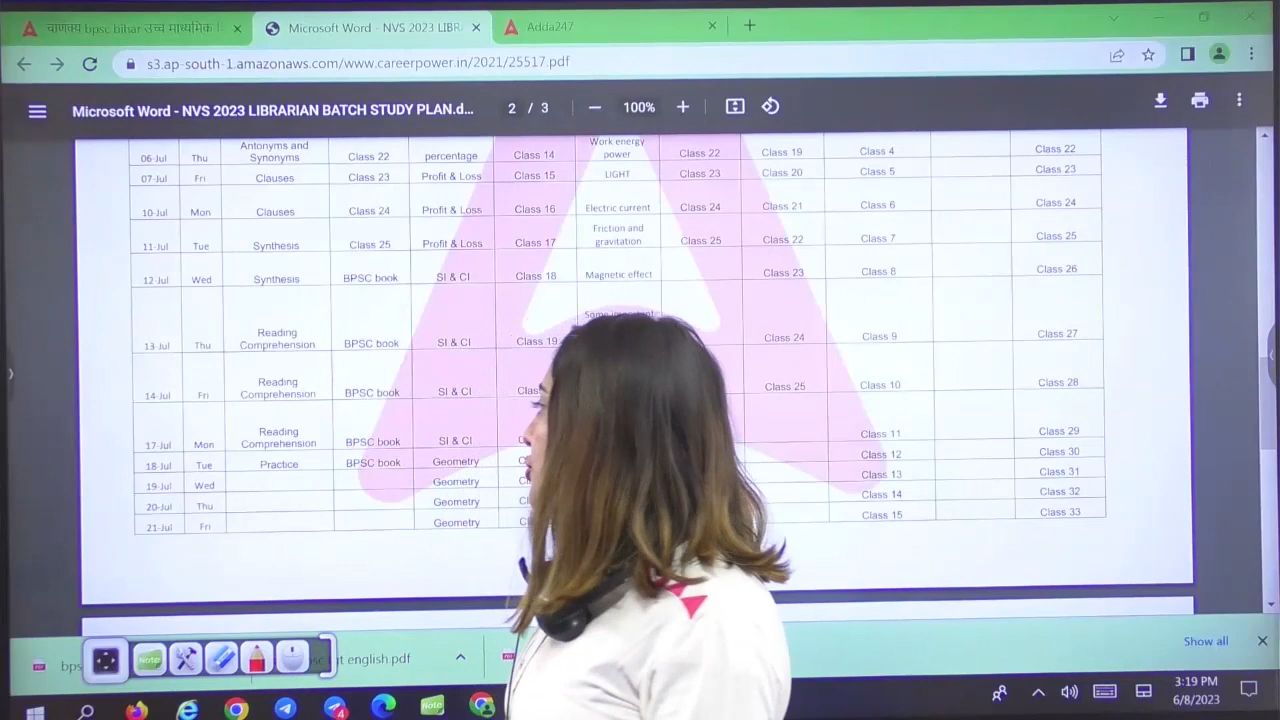 चाणक्य bpsc bihar उच्च माध्यमिक
Microsoft Word - NVS 2023 LIBR
Adda247
s3.ap-south-1.amazonaws.com/www.careerpower.in/2021/25517.pdf
Microsoft Word - NVS 2023 LIBRARIAN BATCH STUDY PLAN.d... 2 / 3 100%
06-Jul Thu Antonyms and Synonyms Class 22 percentage Class 14 Work energy power Class 22 Class 19 Class 4 Class 22
07-Jul Fri Clauses Class 23 Profit & Loss Class 15 LIGHT Class 23 Class 20 Class 5 Class 23
10-Jul Mon Clauses Class 24 Profit & Loss Class 16 Electric current Class 24 Class 21 Class 6 Class 24
11-Jul Tue Synthesis Class 25 Profit & Loss Class 17 Friction and gravitation Class 25 Class 22 Class 7 Class 25
12-Jul Wed Synthesis BPSC book SI & CI Class 18 Magnetic effect Class 23 Class 8 Class 26
13-Jul Thu Reading Comprehension BPSC book SI & CI Class 19 Class 24 Class 9 Class 27
14-Jul Fri Reading Comprehension BPSC book SI & CI Clas Class 25 Class 10 Class 28
17-Jul Mon Reading Comprehension BPSC book SI & CI Class 11 Class 29
18-Jul Tue Practice BPSC book Geometry Class 12 Class 30
19-Jul Wed Geometry Class 13 Class 31
20-Jul Thu Geometry Class 14 Class 32
21-Jul Fri Geometry Class 15 Class 33
bps
Note
gt english.pdf
Show all
Note
4
3:19 PM
6/8/2023